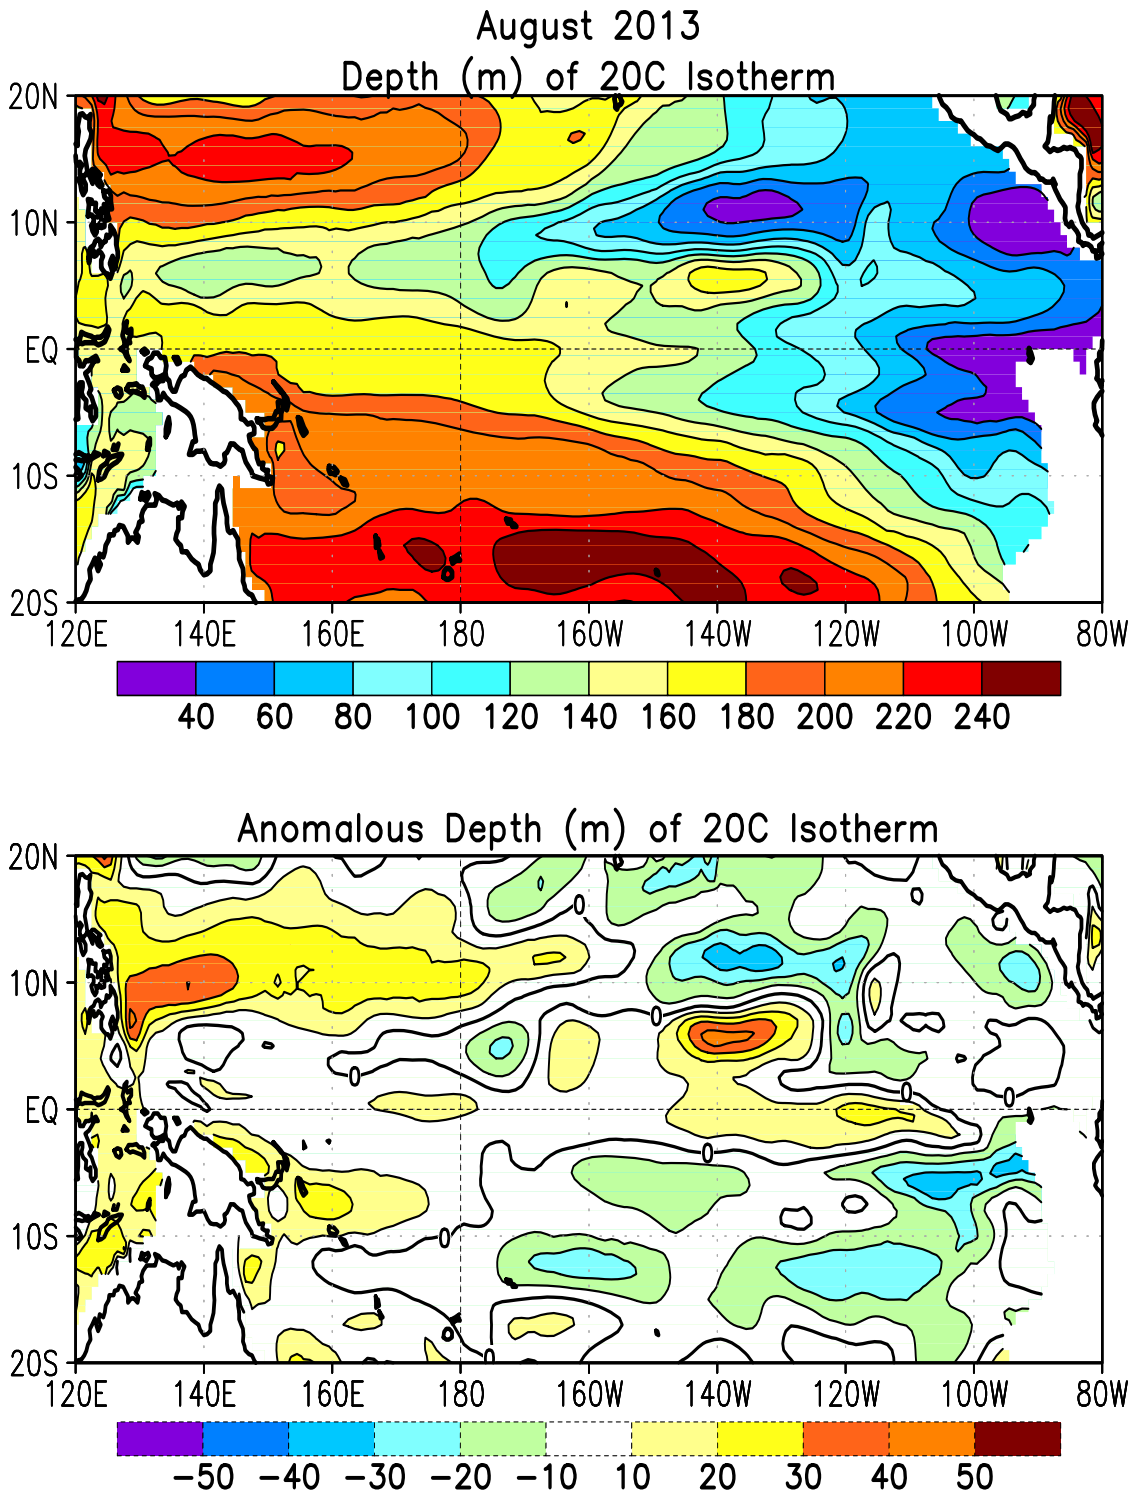 August 2013
Depth (m) of 20C Isotherm
20N
10N
EQ
10S
20S
120E 140E 160E 180 160W 140W 120W 100W 80W
40 60 80 100 120 140 160 180 200 220 240
Anomalous Depth (m) of 20C Isotherm
20N
0
10N
0
0
0
0
EQ
0
10S
0
0
20S
120E 140E 160E 180 160W 140W 120W 100W 80W
−50 −40 −30 −20 −10 10 20 30 40 50